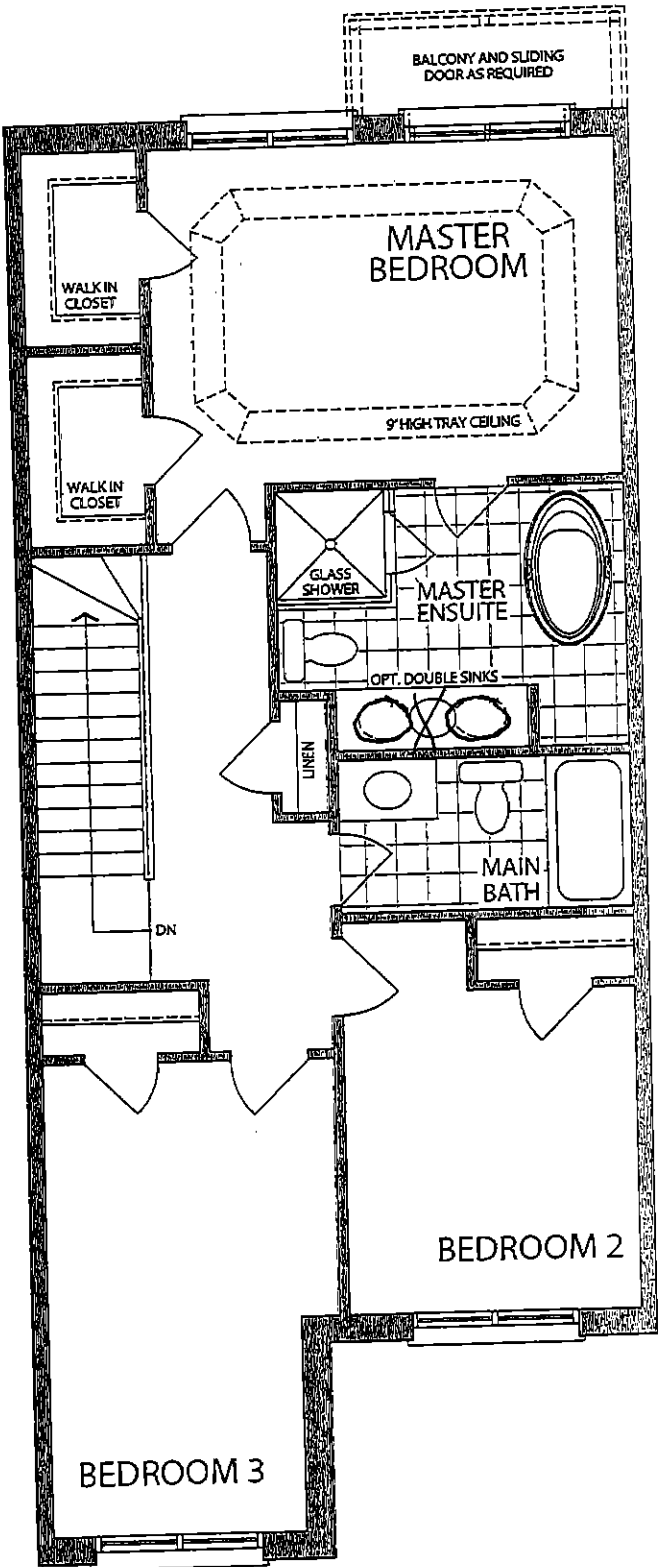 BALCONY AND SLIDING
DOOR AS REQUIRED
MASTER
BEDROOM
WALK IN
CLOSET
9' HIGH TRAY CEILING
WALK IN
CLOSET
GLASS
SHOWER
MASTER
ENSUITE
OPT. DOUBLE SINKS
LINEN
MAIN
BATH
DN
BEDROOM 2
BEDROOM 3